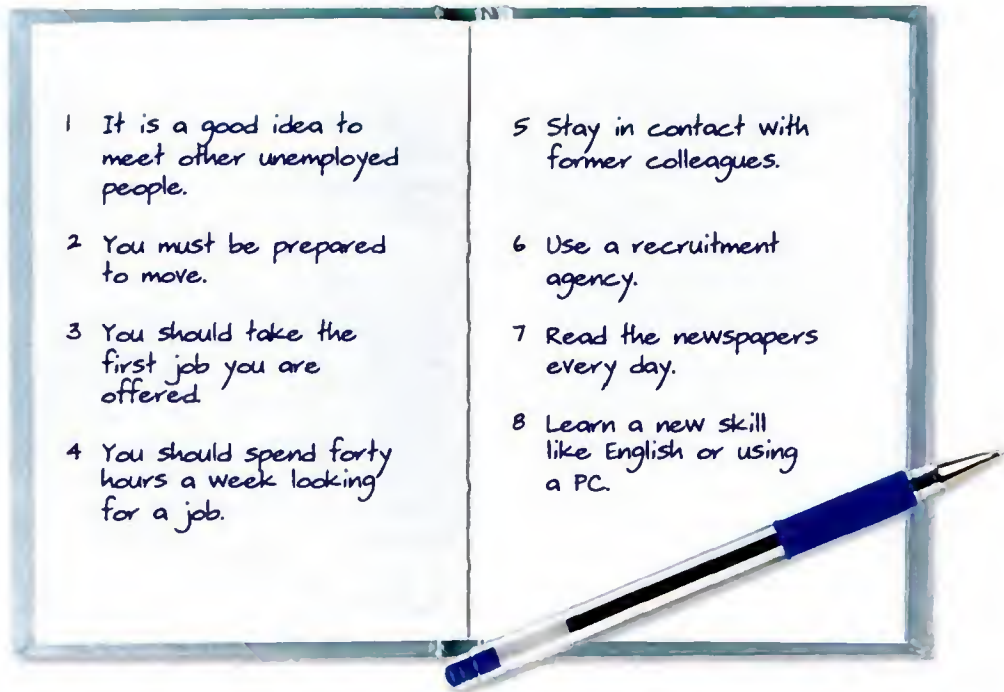 1 It is a good idea to
meet other unemployed
people.
2 You must be prepared
to move.
3 You should take the
first job you are
offered
4 You should spend forty
hours a week looking
for a job.
5 Stay in contact with
former colleagues.
6 Use a recruitment
agency.
7 Read the newspapers
every day.
8 Learn a new skill
like English or using
a PC.